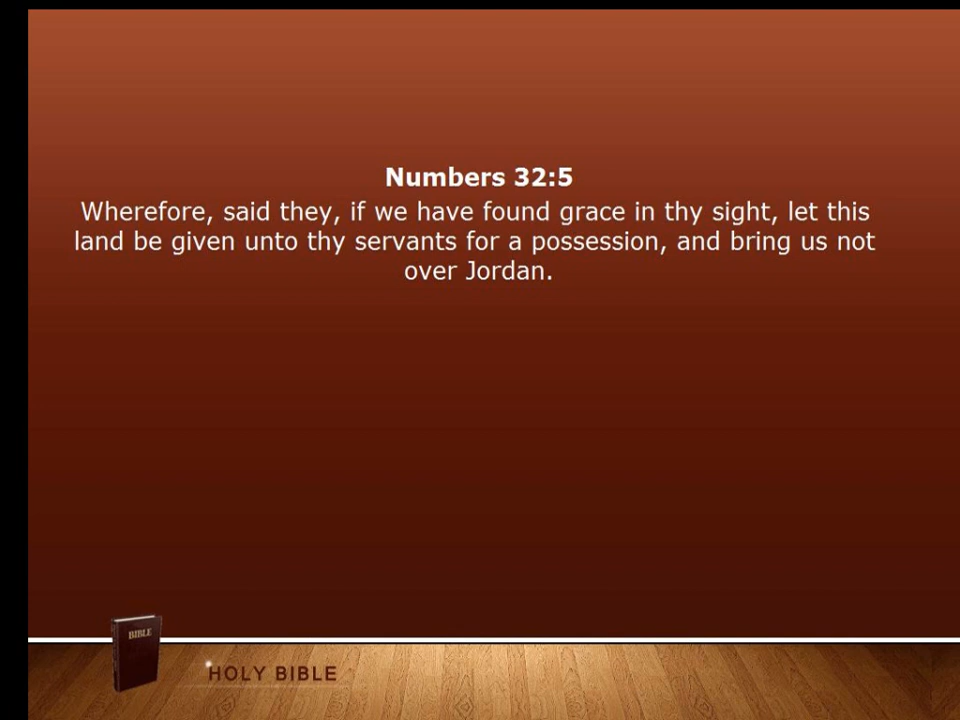 Numbers 32:5
Wherefore, said they, if we have found grace in thy sight, let this
land be given unto thy servants for a possession, and bring us not
over Jordan.
BIBLE
HOLY BIBLE